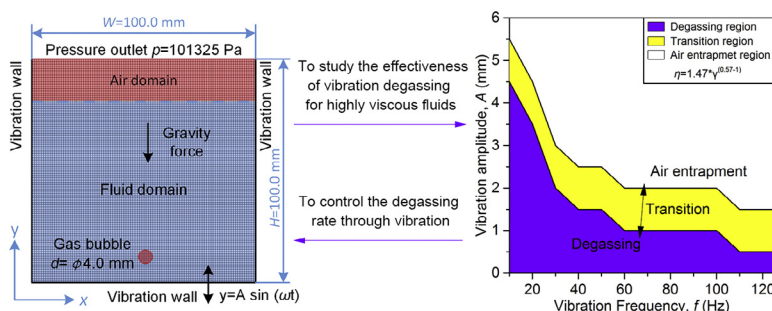 W=100.0 mm
Pressure outlet p=101325 Pa
Vibration wall
Air domain
Vibration wall
Gravity
force
Fluid domain
H=100.0mm
Gas bubble
d= ϕ4.0 mm
y
x
Vibration wall
y=A sin (ωt)
To study the effectiveness
of vibration degassing
for highly viscous fluids
To control the degassing
rate through vibration
Vibration amplitude, A (mm)
6
5
4
3
2
1
0
Degassing region
Transition region
Air entrapmet region
η=1.47*γ(0.57-1)
Air entrapment
Transition
Degassing
20 40 60 80 100 120
Vibration Frequency, f (Hz)